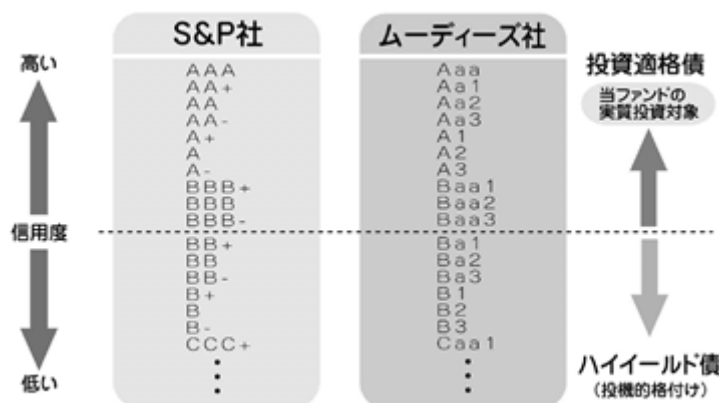 S&P社
ムーディーズ社
高い
信用度
低い
AAA
AA+
AA
AA-
A+
A
A-
BBB+
BBB
BBB-
BB+
BB
BB-
B+
B
B-
CCC+
Aaa
Aa1
Aa2
Aa3
A1
A2
A3
Baa1
Baa2
Baa3
Ba1
Ba2
Ba3
B1
B2
B3
Caa1
投資適格債
当ファンドの
実質投資対象
ハイイールド債
(投機的格付け)